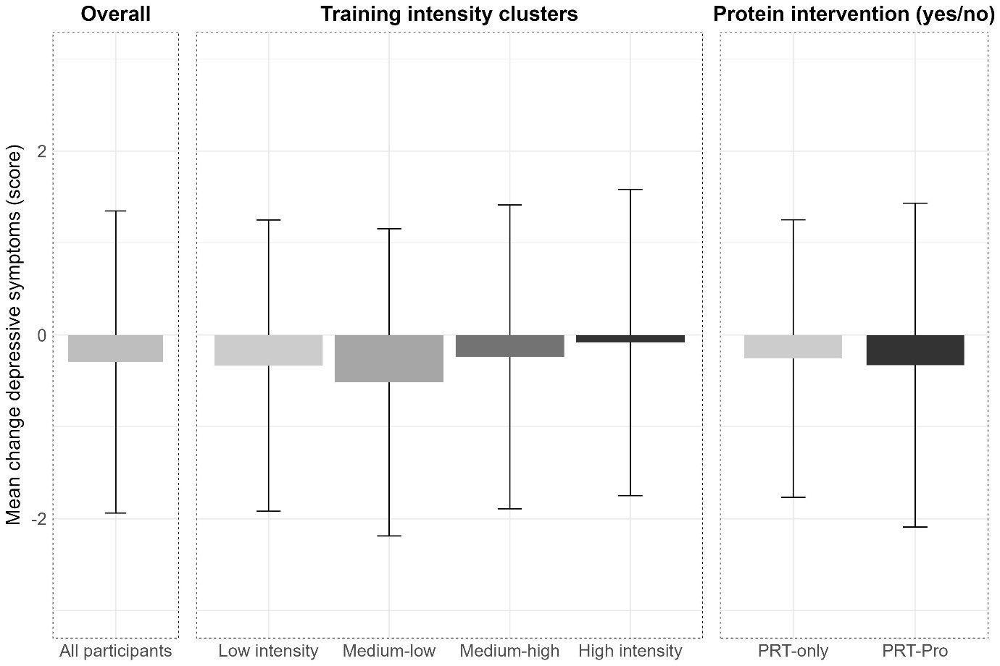 Overall
Training intensity clusters
Protein intervention (yes/no)
Mean change depressive symptoms (score)
2
0
-2
All participants
Low intensity
Medium-low
Medium-high
High intensity
PRT-only
PRT-Pro